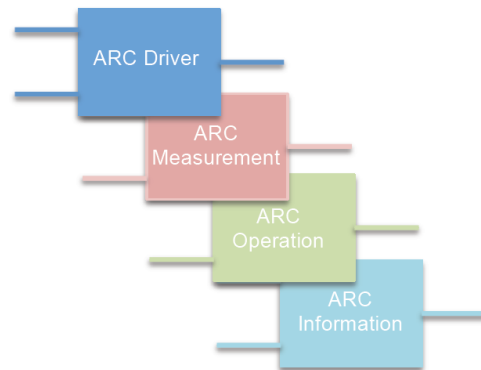 ARC Driver
ARC
Measurement
ARC
Operation
ARC
Information